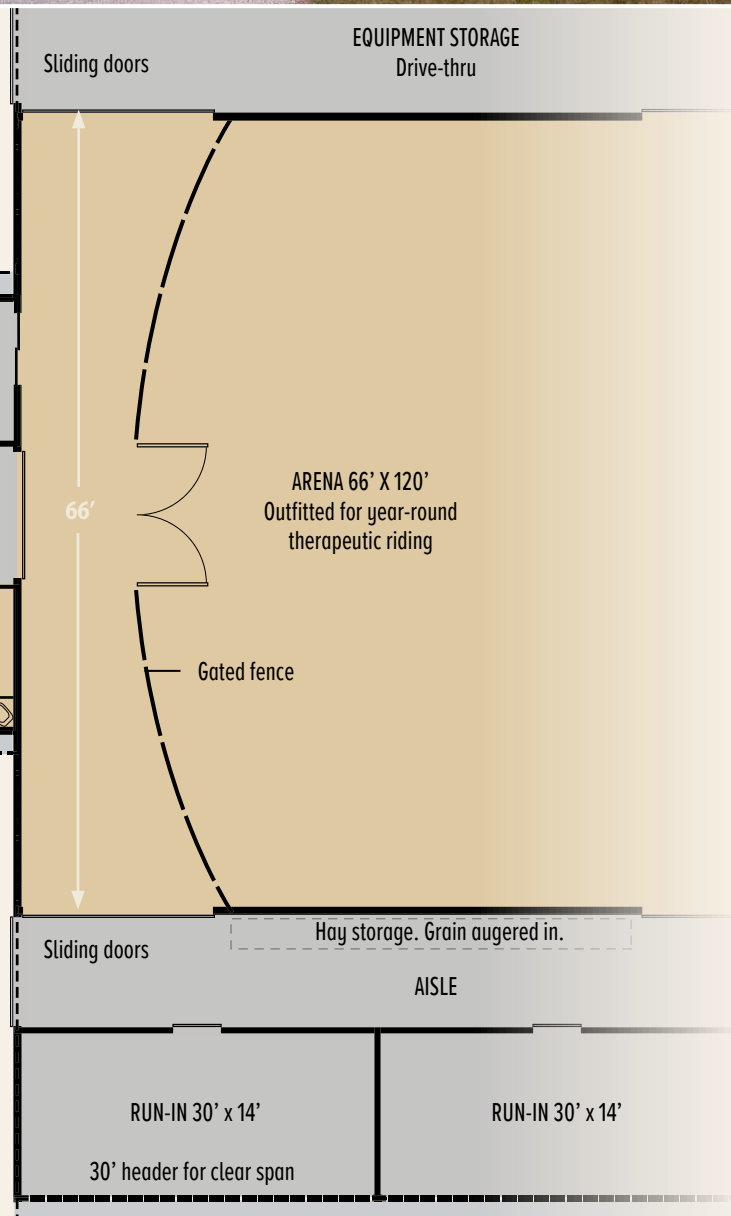 EQUIPMENT STORAGE
Drive-thru
Sliding doors
ARENA 66’ X 120’
Outfitted for year-round
therapeutic riding
66’
Gated fence
Hay storage. Grain augered in.
Sliding doors
AISLE
RUN-IN 30’ x 14’
RUN-IN 30’ x 14’
30’ header for clear span